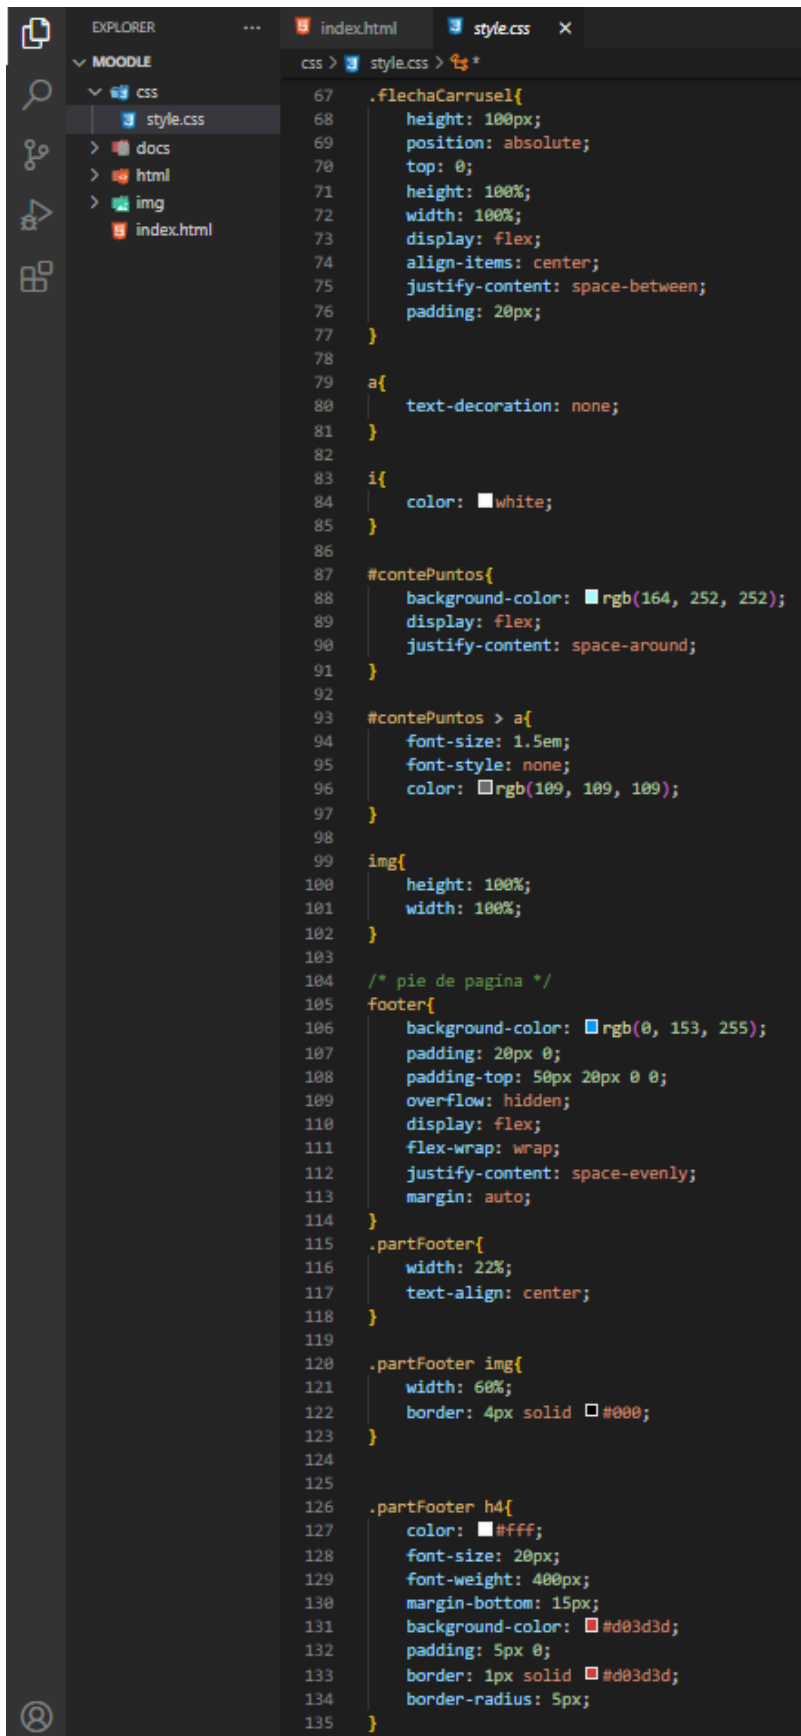 EXPLORER
MOODLE
css
style.css
docs
html
img
index.html
index.html
style.css
css > style.css > *
67 .flechaCarrusel{
68 height: 100px;
69 position: absolute;
70 top: 0;
71 height: 100%;
72 width: 100%;
73 display: flex;
74 align-items: center;
75 justify-content: space-between;
76 padding: 20px;
77 }
78
79 a{
80 text-decoration: none;
81 }
82
83 i{
84 color: white;
85 }
86
87 #contePuntos{
88 background-color: rgb(164, 252, 252);
89 display: flex;
90 justify-content: space-around;
91 }
92
93 #contePuntos > a{
94 font-size: 1.5em;
95 font-style: none;
96 color: rgb(109, 109, 109);
97 }
98
99 img{
100 height: 100%;
101 width: 100%;
102 }
103
104 /* pie de pagina */
105 footer{
106 background-color: rgb(0, 153, 255);
107 padding: 20px 0;
108 padding-top: 50px 20px 0 0;
109 overflow: hidden;
110 display: flex;
111 flex-wrap: wrap;
112 justify-content: space-evenly;
113 margin: auto;
114 }
115 .partFooter{
116 width: 22%;
117 text-align: center;
118 }
119
120 .partFooter img{
121 width: 60%;
122 border: 4px solid #000;
123 }
124
125
126 .partFooter h4{
127 color: #fff;
128 font-size: 20px;
129 font-weight: 400px;
130 margin-bottom: 15px;
131 background-color: #d03d3d;
132 padding: 5px 0;
133 border: 1px solid #d03d3d;
134 border-radius: 5px;
135 }